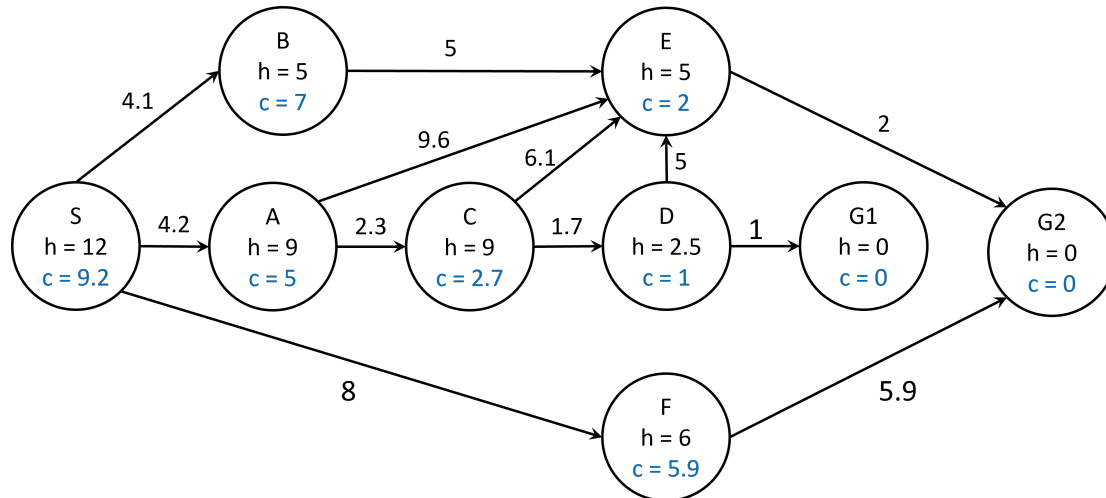 B
h = 5
c = 7
5
E
h = 5
c = 2
4.1
9.6
6.1
5
2
S
h = 12
c = 9.2
4.2
A
h = 9
c = 5
2.3
C
h = 9
c = 2.7
1.7
D
h = 2.5
c = 1
1
G1
h = 0
c = 0
G2
h = 0
c = 0
8
F
h = 6
c = 5.9
5.9